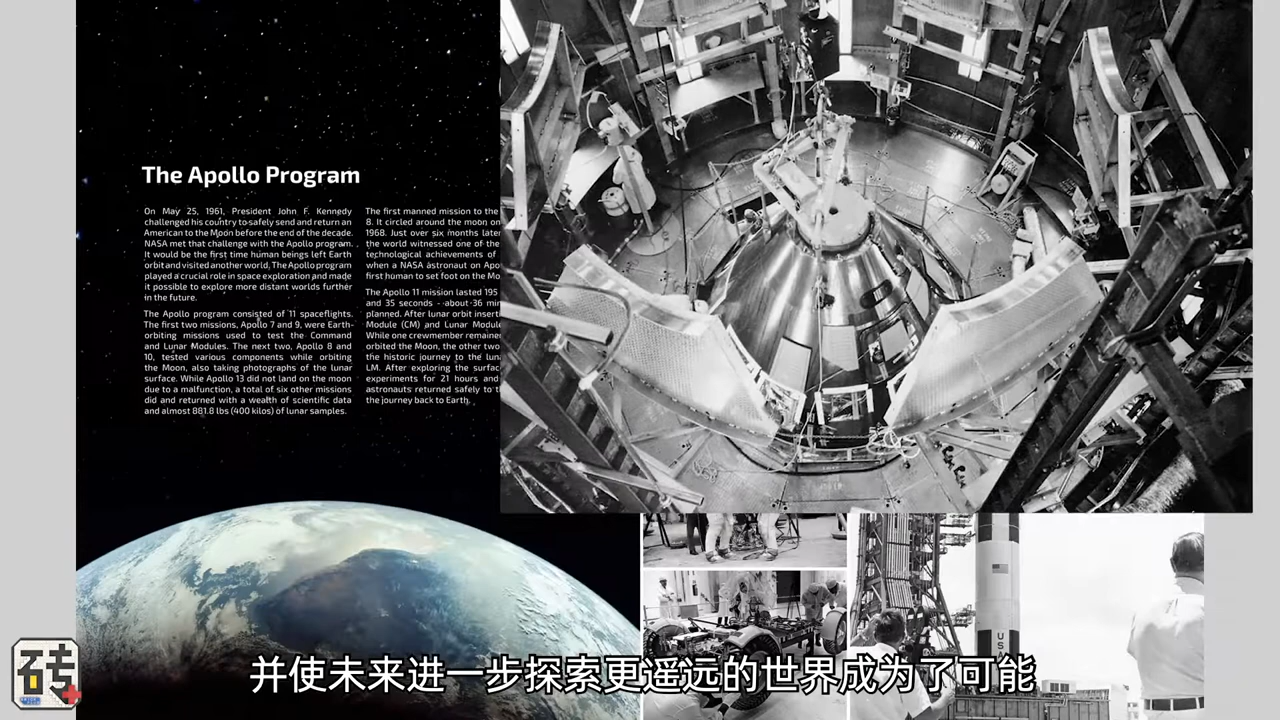 The Apollo Program
On May 25, 1961, President John F. Kennedy
challenged his country to safely send and return an
American to the Moon before the end of the decade.
NASA met that challenge with the Apollo program.
It would be the first time human beings left Earth
orbit and visited another world, The Apollo program
played a crucial role in space exploration and made
it possible to explore more distant worlds further
in the future.
The Apollo program consisted of 11 spaceflights.
The first two missions, Apollo 7 and 9, were Earth-
orbiting missions used to test the Command
and Lunar Modules. The next two, Apollo 8 and
10, tested various components while orbiting
the Moon, also taking photographs of the lunar
surface. While Apollo 13 did not land on the moon
due to a malfunction, a total of six other missions
did and returned with a wealth of scientific data
and almost 881.8 lbs (400 kilos) of lunar samples.
The first manned mission to the
8. It circled around the moon on
1968. Just over six months later
the world witnessed one of the
technological achievements of
when a NASA astronaut on Apo
first human to set foot on the Mo
The Apollo 11 mission lasted 195
and 35 seconds - about 36 min
planned. After lunar orbit insert
Module (CM) and Lunar Module
While one crewmember remaine
orbited the Moon, the other two
the historic journey to the luna
LM. After exploring the surfac
experiments for 21 hours and
astronauts returned safely to t
the journey back to Earth.
USA
砖
并使未来进一步探索更遥远的世界成为了可能